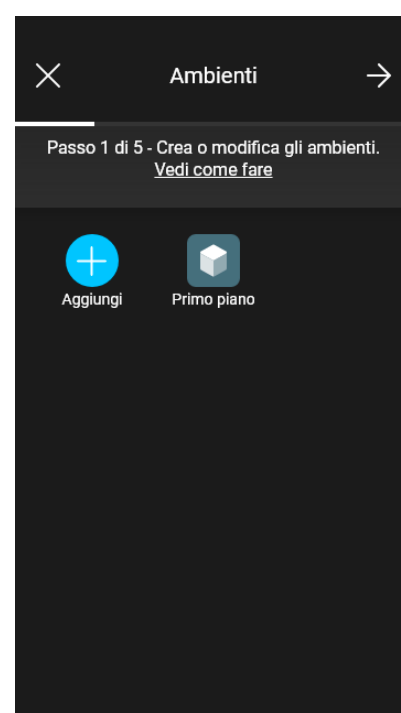 Ambienti
Passo 1 di 5 - Crea o modifica gli ambienti.
Vedi come fare
Aggiungi
Primo piano